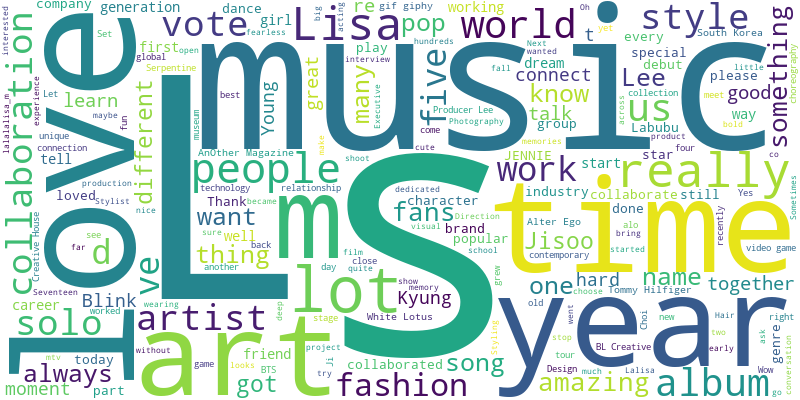 company
generation
dance
girl
re
gif giphy
working
debut
Oh
yet
interested
Set
vote
Lisa
big
acting
pop
world
hundreds
fearless
style
South Korea
something
collaboration
love
music
first
open
global
Serpentine
great
many
play
interview
Executive
five
Next
wanted
dream
connect
t
every
special
please
Lee
good
Let
lalalalisa_m
experience
maybe
fun
learn
best
Young
know
talk
fall
us
Labubu
collection
across
little
meet
way
choreography
unique
connection
tell
different
museum
make
Producer Lee
Photography
come
group
memories
product
four
bold
AnOther Magazine
shoot
cute
JENNIE
star
co
L
S
people
work
start
really
production
Stylist
loved
technology
relationship
dedicated
character
industry
collaborate
still
Yes
Sometimes
nice
Thank
became
want
m
fans
Direction
time
done
recently
video game
see
d
sure
well
back
brand
visual
popular
school
Alter Ego
contemporary
alo
bring
started
Creative House
far
ve
thing
another
film
close
quite
day
Jisoo
hard
name
together
Seventeen
wearing
deep
lot
show
memory
Kyung
grew
one
choose
Tommy Hilfiger
Blink
career
worked
solo
artist
art
stage
White Lotus
year
old
went
Choi
new
Hair
two
early
right
genre
ask
conversation
mtv
without
friend
BTS
project
Ji
collaborated
song
Styling
stop
tour
BL Creative
Wow
always
today
moment
part
game
looks
got
try
fashion
amazing
Design
much
Lalisa
album
go